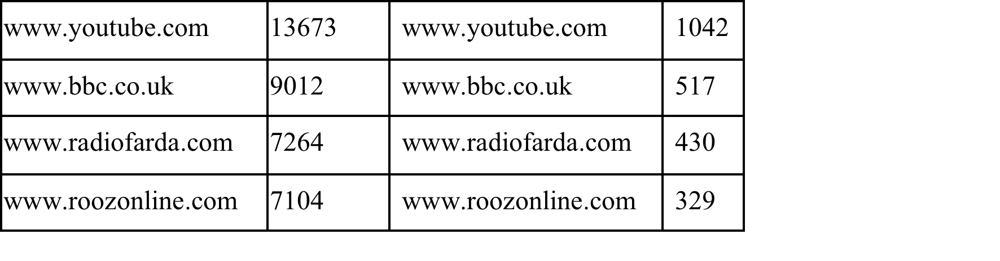 www.youtube.com 13673 www.youtube.com 1042
www.bbc.co.uk 9012 www.bbc.co.uk 517
www.radiofarda.com 7264 www.radiofarda.com 430
www.roozonline.com 7104 www.roozonline.com 329